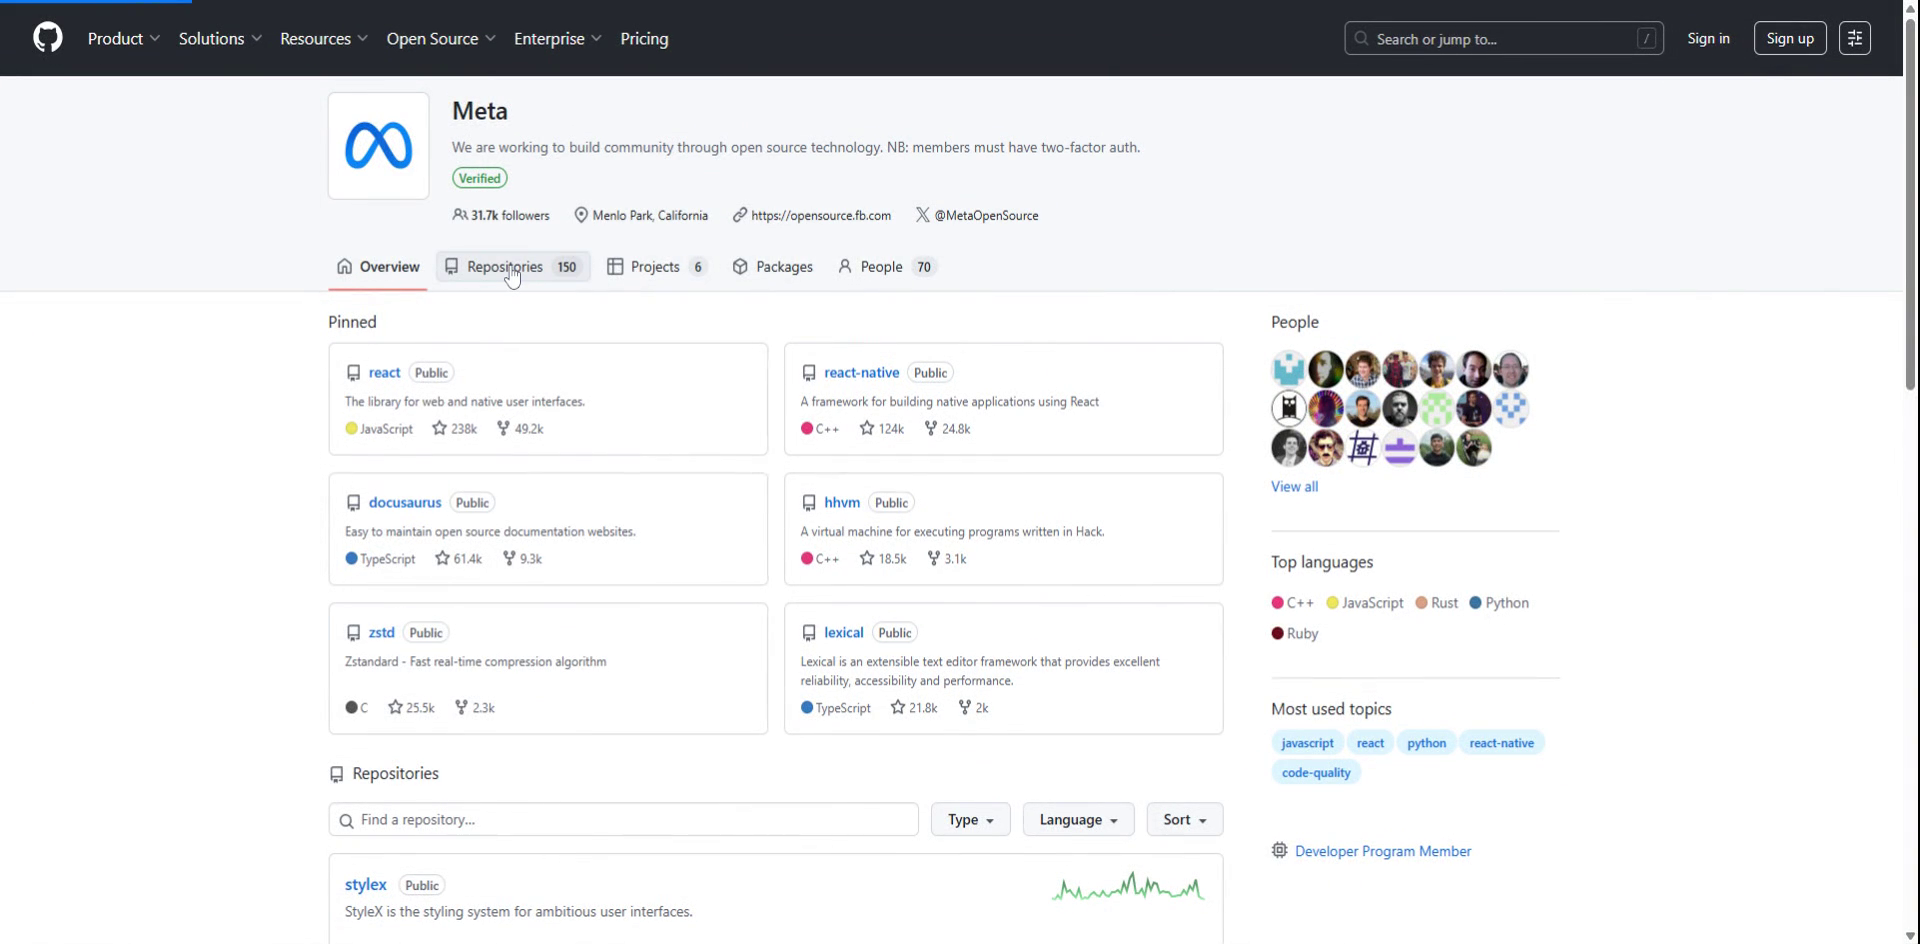 Product Solutions Resources Open Source Enterprise Pricing Search or jump to... / Sign in Sign up
Meta
We are working to build community through open source technology. NB: members must have two-factor auth.
Verified
31.7k followers Menlo Park, California https://opensource.fb.com @MetaOpenSource
Overview Repositories 150 Projects 6 Packages People 70
Pinned
react Public
The library for web and native user interfaces.
JavaScript 238k 49.2k
react-native Public
A framework for building native applications using React
C++ 124k 24.8k
docusaurus Public
Easy to maintain open source documentation websites.
TypeScript 61.4k 9.3k
hhvm Public
A virtual machine for executing programs written in Hack.
C++ 18.5k 3.1k
zstd Public
Zstandard - Fast real-time compression algorithm
C 25.5k 2.3k
lexical Public
Lexical is an extensible text editor framework that provides excellent
reliability, accessibility and performance.
TypeScript 21.8k 2k
Repositories
Find a repository... Type Language Sort
stylex Public
StyleX is the styling system for ambitious user interfaces.
People
View all
Top languages
C++ JavaScript Rust Python
Ruby
Most used topics
javascript react python react-native
code-quality
Developer Program Member